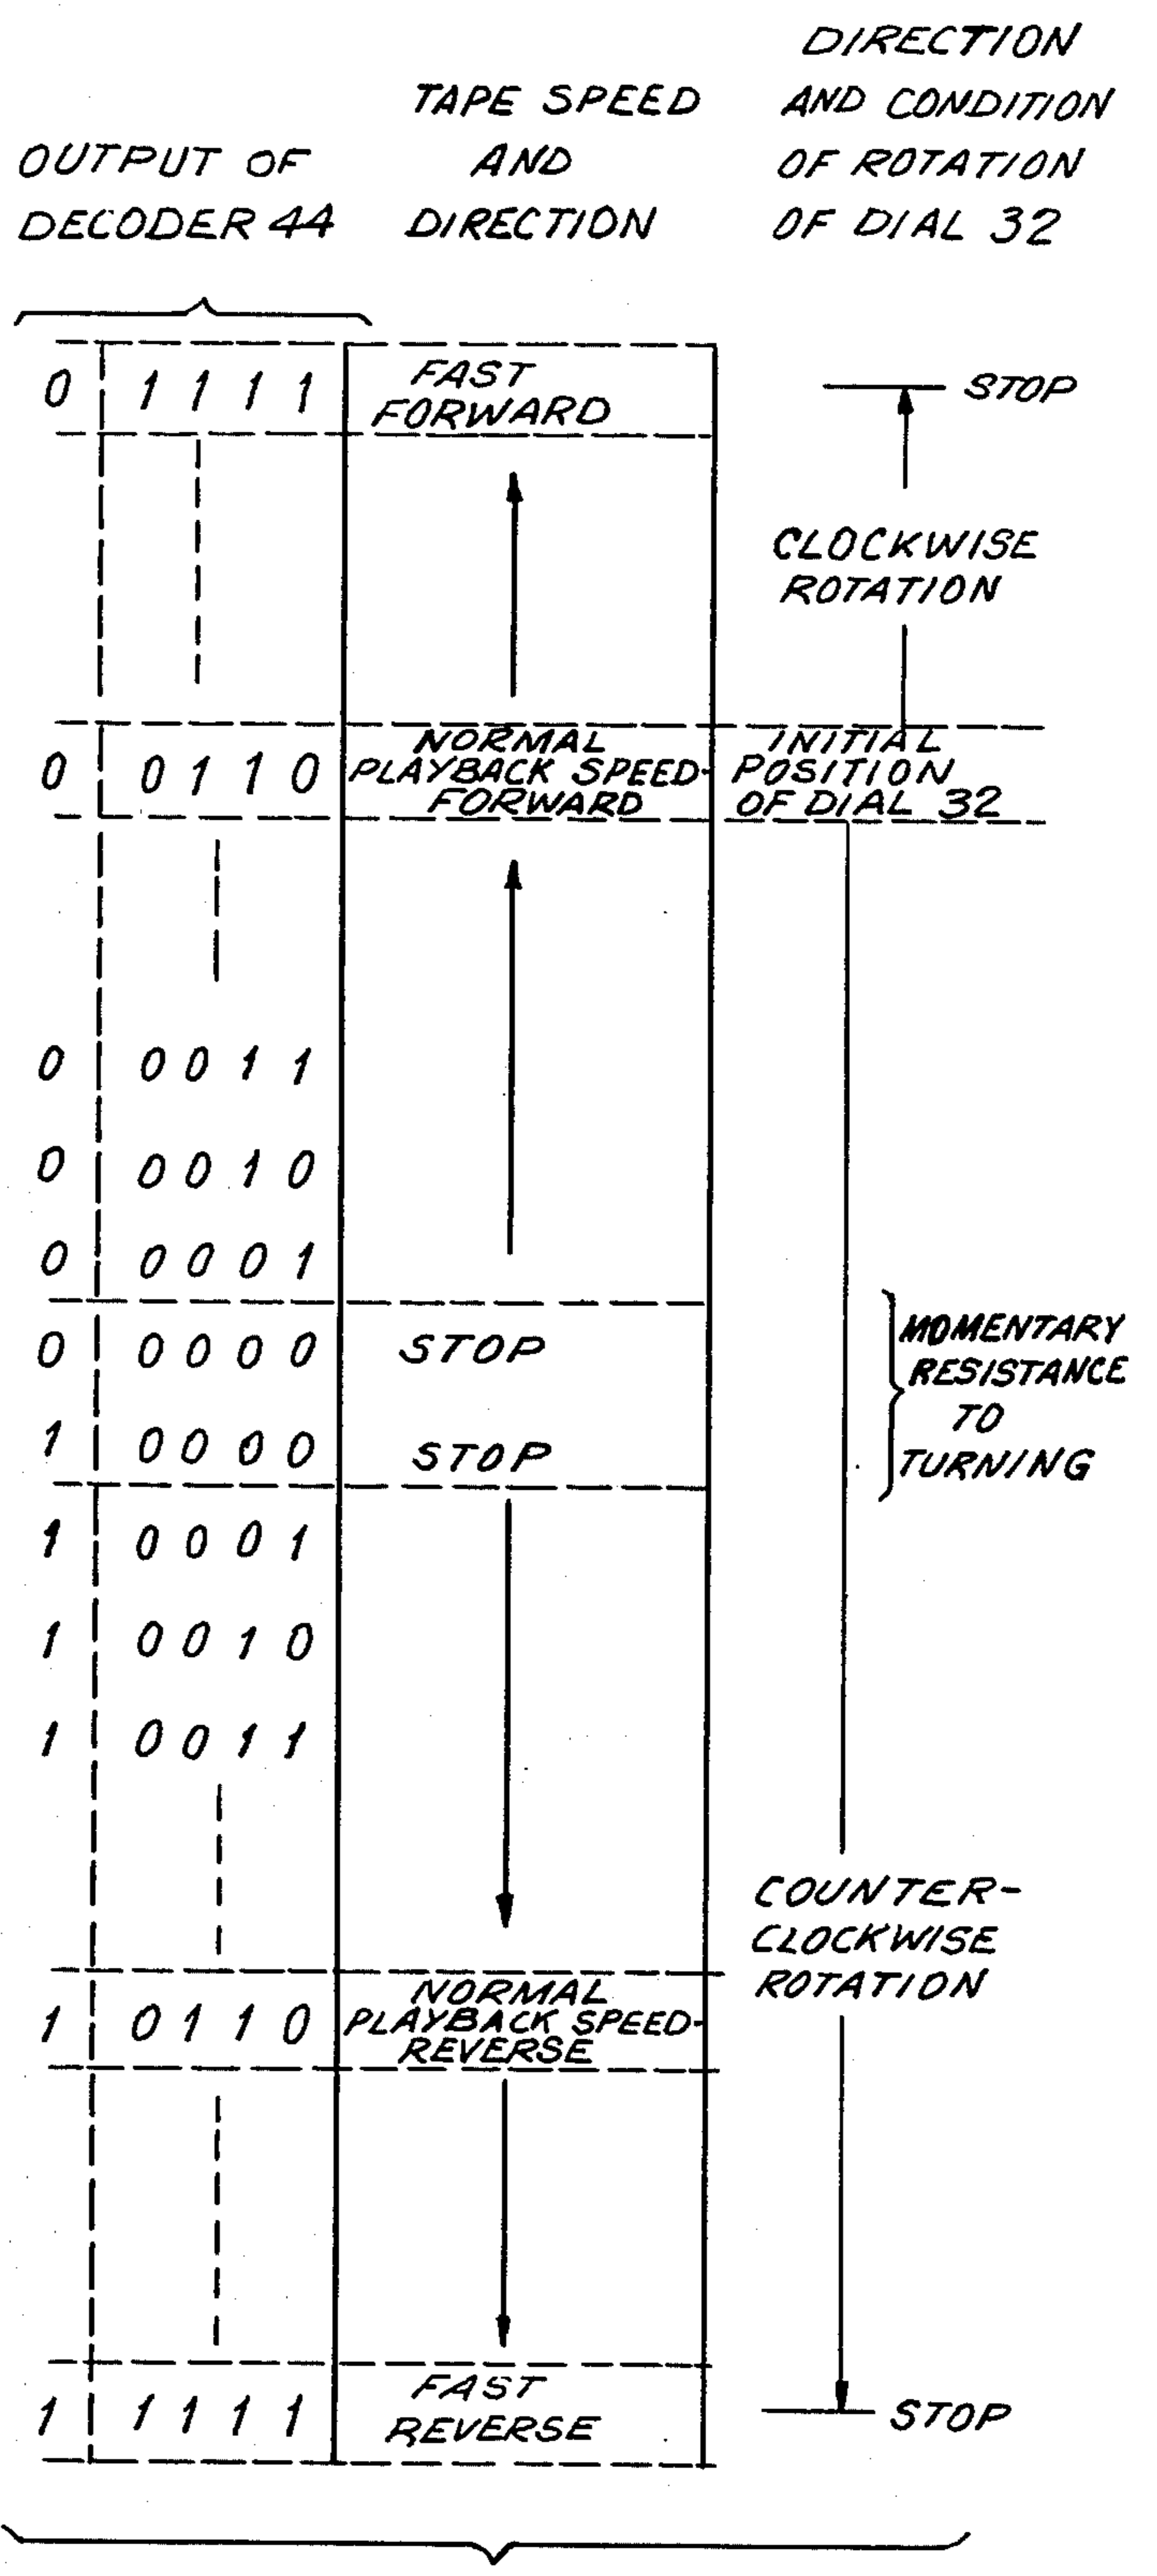 OUTPUT OF
DECODER 44
TAPE SPEED
AND
DIRECTION
DIRECTION
AND CONDITION
OF ROTATION
OF DIAL 32
0 1 1 1 1
FAST
FORWARD
STOP
CLOCKWISE
ROTATION
0 0 1 1 0
NORMAL
PLAYBACK SPEED-
FORWARD
INITIAL
POSITION
OF DIAL 32
0 0 0 1 1
0 0 0 1 0
0 0 0 0 1
0 0 0 0 0
STOP
1 0 0 0 0
STOP
MOMENTARY
RESISTANCE
TO
TURNING
1 0 0 0 1
1 0 0 1 0
1 0 0 1 1
COUNTER-
CLOCKWISE
ROTATION
1 0 1 1 0
NORMAL
PLAYBACK SPEED-
REVERSE
1 1 1 1 1
FAST
REVERSE
STOP